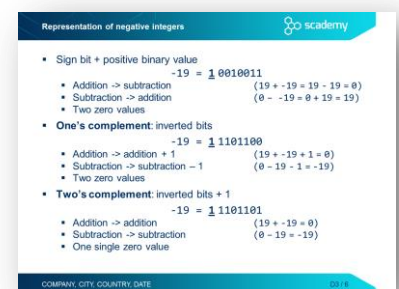 Representation of negative integers
scademy
▪ Sign bit + positive binary value
-19 = 1 0010011
▪ Addition -> subtraction (19 + -19 = 19 - 19 = 0)
▪ Subtraction -> addition (0 - -19 = 0 + 19 = 19)
▪ Two zero values
▪ One's complement: inverted bits
-19 = 1 1101100
▪ Addition -> addition + 1 (19 + -19 + 1 = 0)
▪ Subtraction -> subtraction – 1 (0 - 19 - 1 = -19)
▪ Two zero values
▪ Two's complement: inverted bits + 1
-19 = 1 1101101
▪ Addition -> addition (19 + -19 = 0)
▪ Subtraction -> subtraction (0 - 19 = -19)
▪ One single zero value
COMPANY, CITY, COUNTRY, DATE D3 / 6